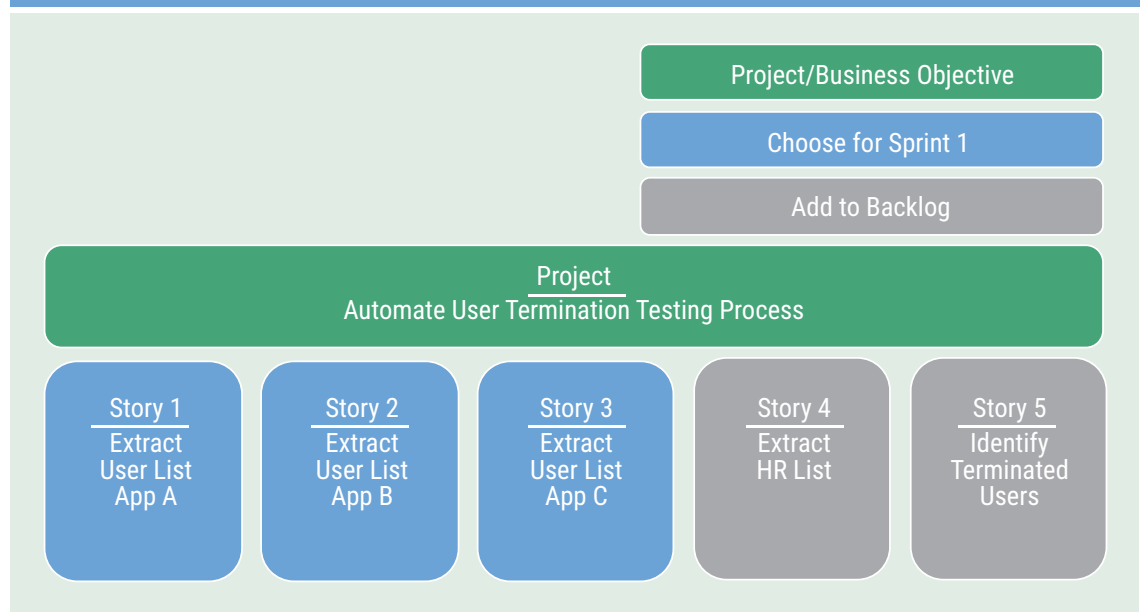 Project/Business Objective
Choose for Sprint 1
Add to Backlog
Project
Automate User Termination Testing Process
Story 1
Extract
User List
App A
Story 2
Extract
User List
App B
Story 3
Extract
User List
App C
Story 4
Extract
HR List
Story 5
Identify
Terminated
Users